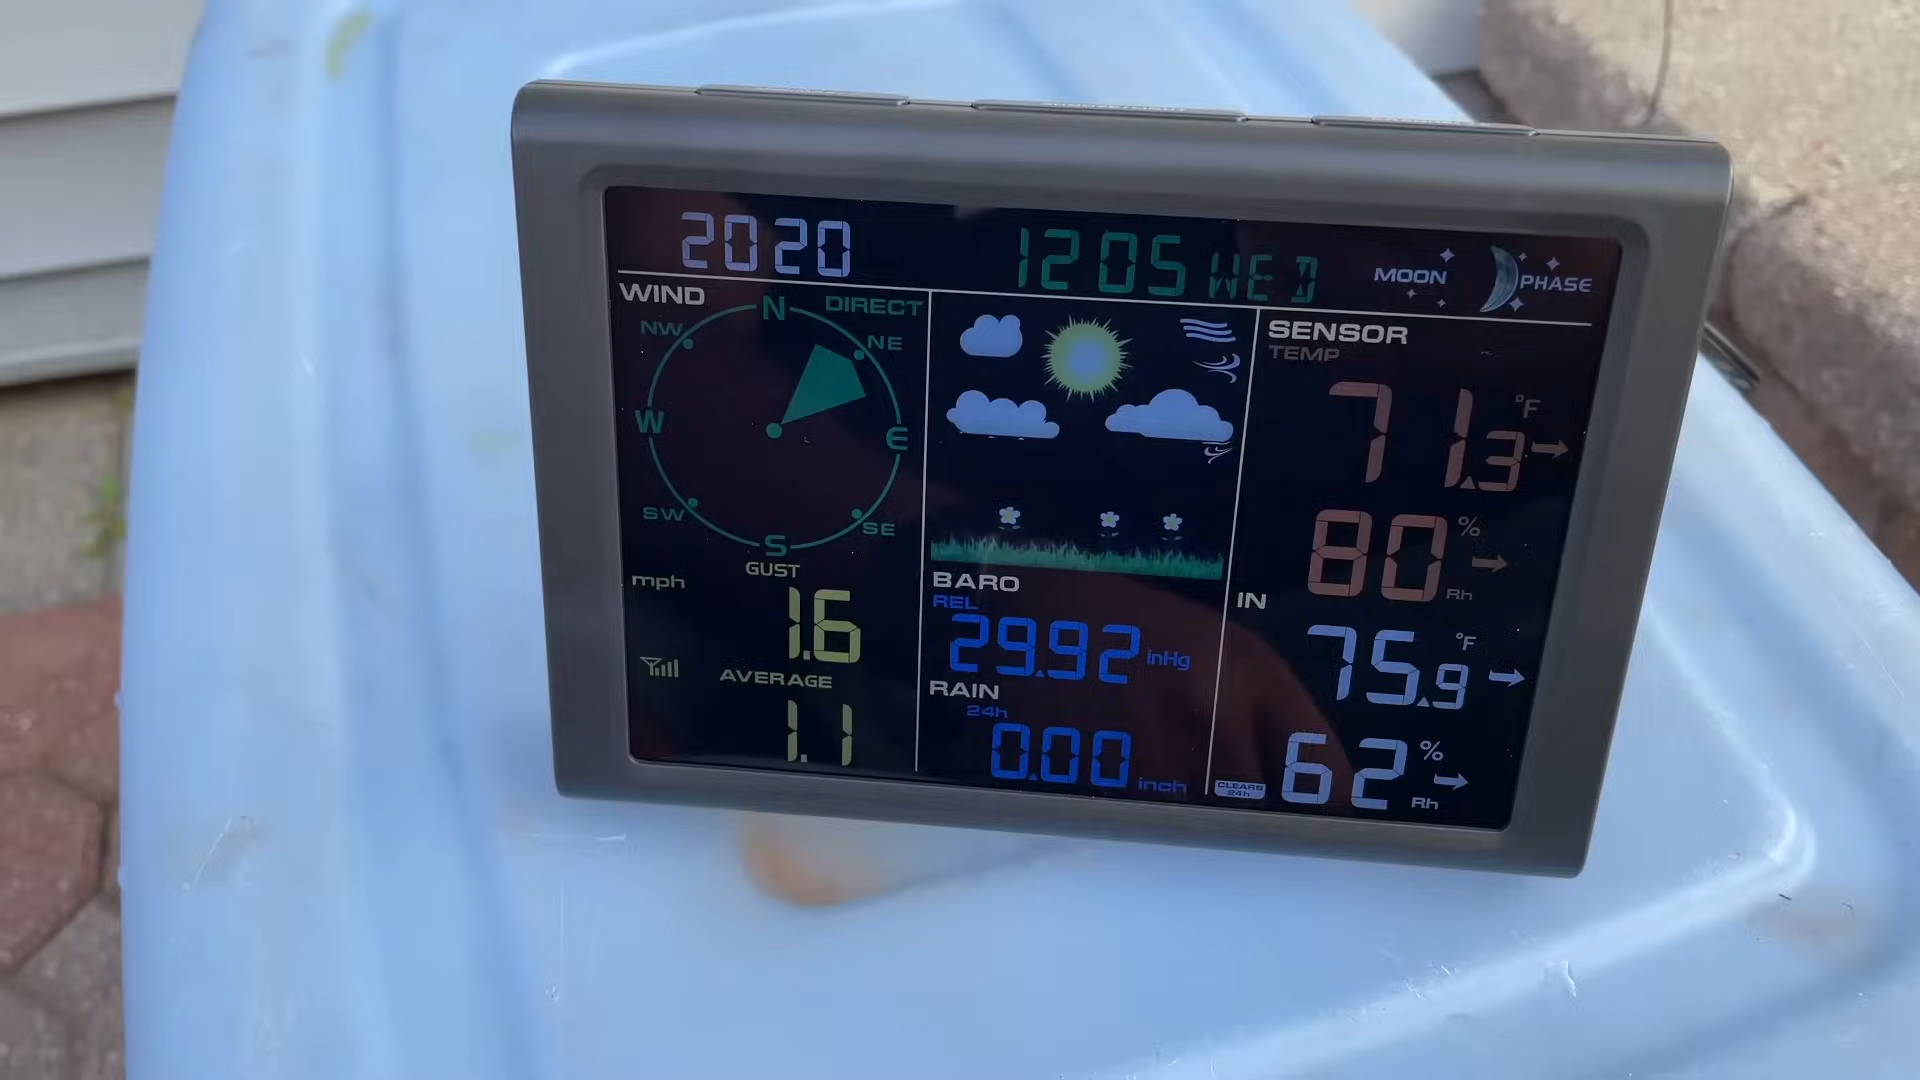 2020 1205 WED MOON PHASE
WIND DIRECT
N
NW NE
W E
SW SE
S
GUST
mph
1.6
AVERAGE
1.1
BARO
REL
29.92 inHg
RAIN
24h
0.00 inch
SENSOR
TEMP
71.3 °F
80 % Rh
IN
75.9 °F
62 % Rh
CLEARS
24h